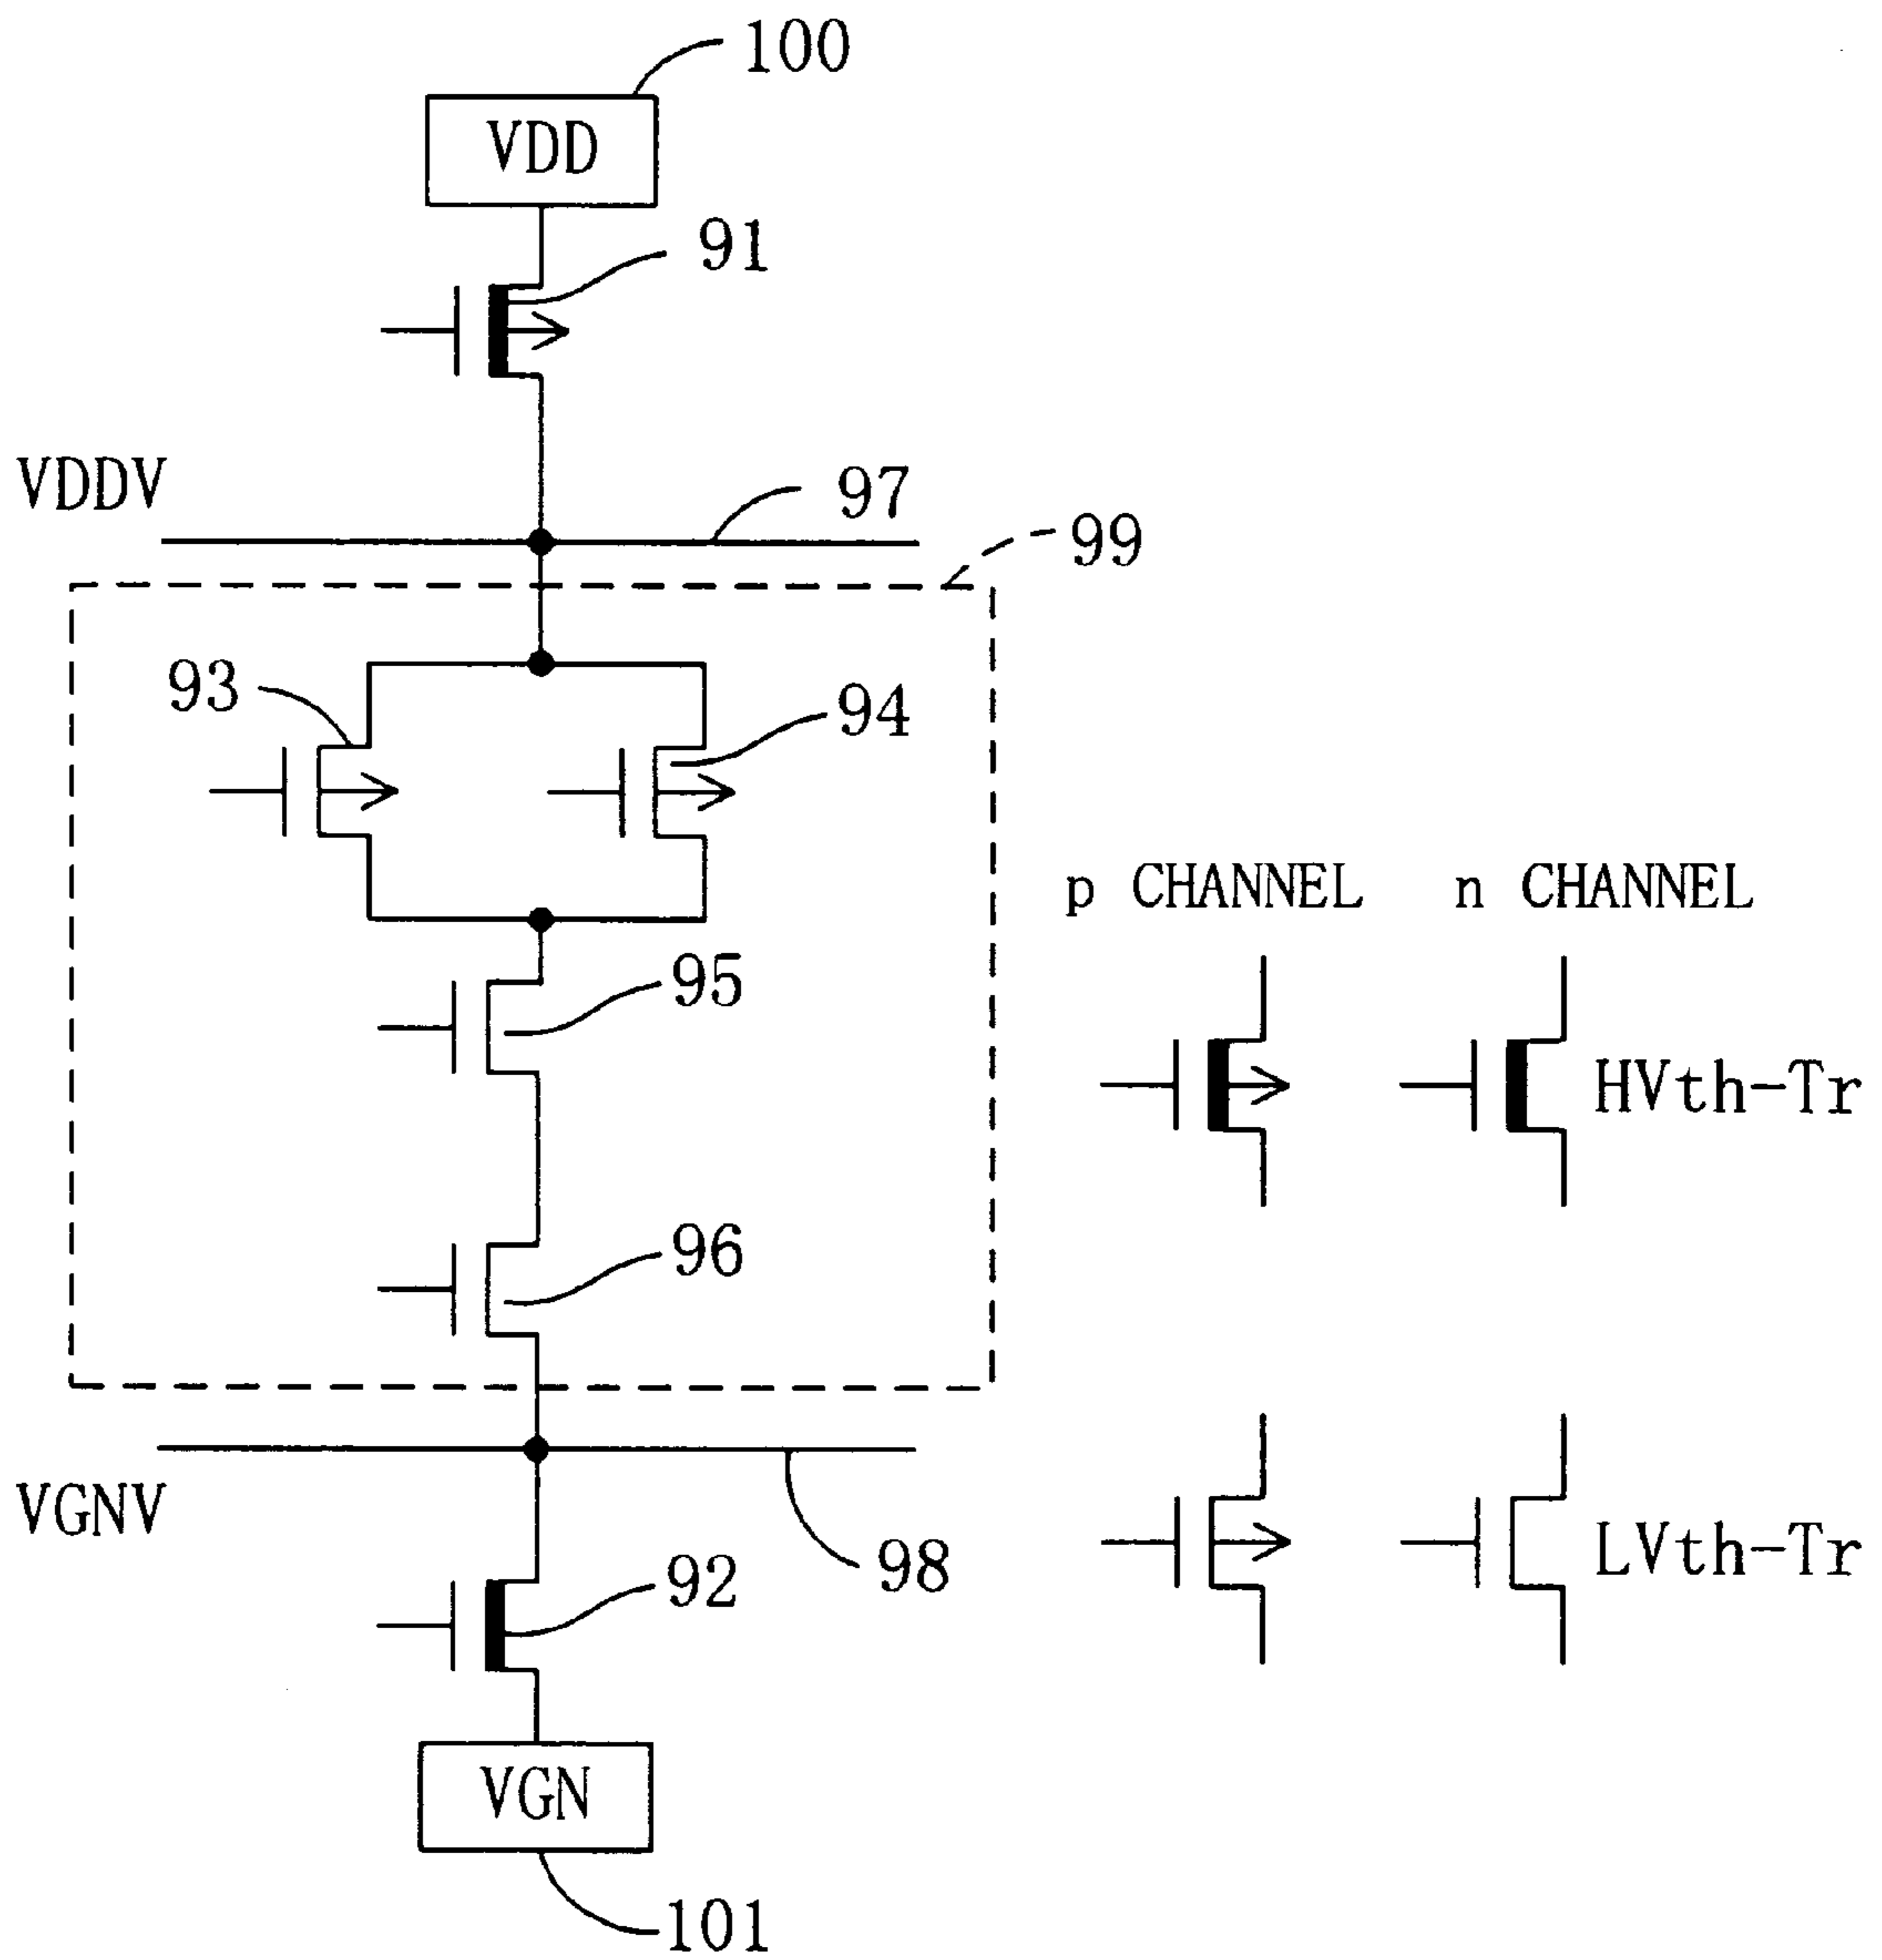 100
VDD
91
VDDV
97
99
93
94
p CHANNEL
n CHANNEL
95
HVth-Tr
96
VGNV
98
LVth-Tr
92
VGN
101